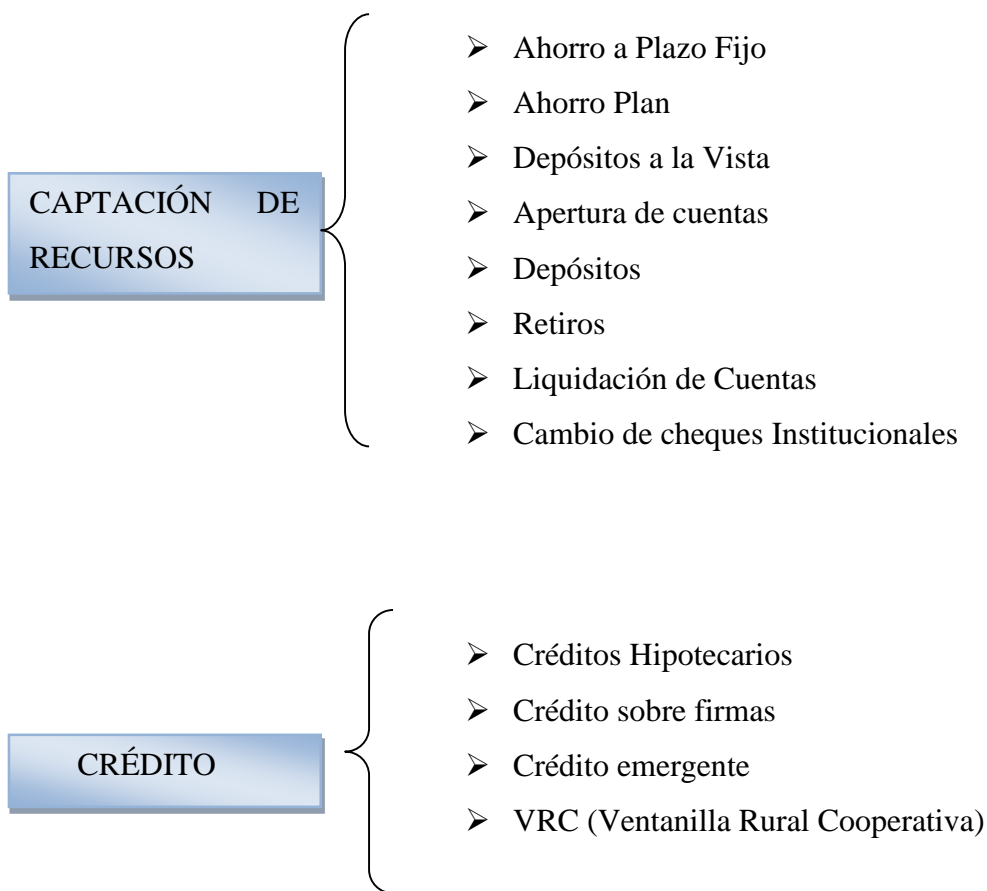 CAPTACIÓN DE
RECURSOS
➢ Ahorro a Plazo Fijo
➢ Ahorro Plan
➢ Depósitos a la Vista
➢ Apertura de cuentas
➢ Depósitos
➢ Retiros
➢ Liquidación de Cuentas
➢ Cambio de cheques Institucionales
CRÉDITO
➢ Créditos Hipotecarios
➢ Crédito sobre firmas
➢ Crédito emergente
➢ VRC (Ventanilla Rural Cooperativa)